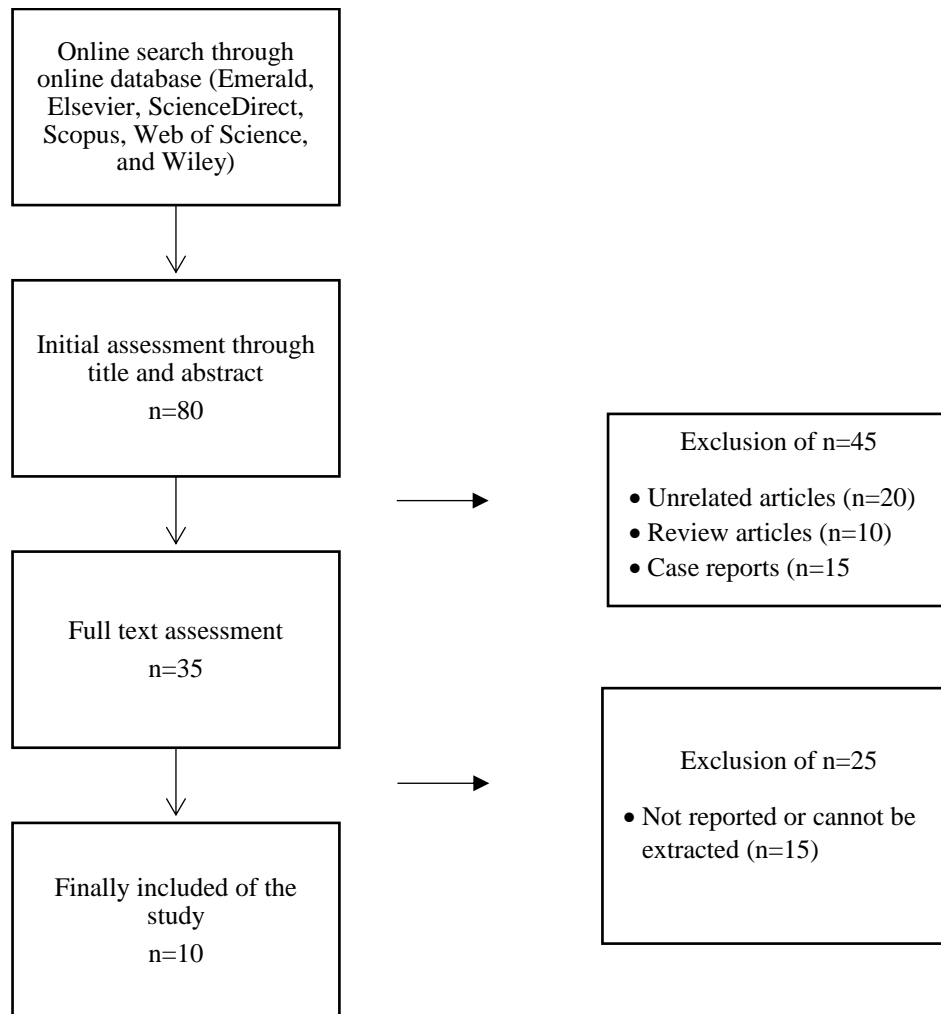 Online search through
online database (Emerald,
Elsevier, ScienceDirect,
Scopus, Web of Science,
and Wiley)
Initial assessment through
title and abstract
n=80
Exclusion of n=45
• Unrelated articles (n=20)
• Review articles (n=10)
• Case reports (n=15
Full text assessment
n=35
Exclusion of n=25
• Not reported or cannot be
extracted (n=15)
Finally included of the
study
n=10